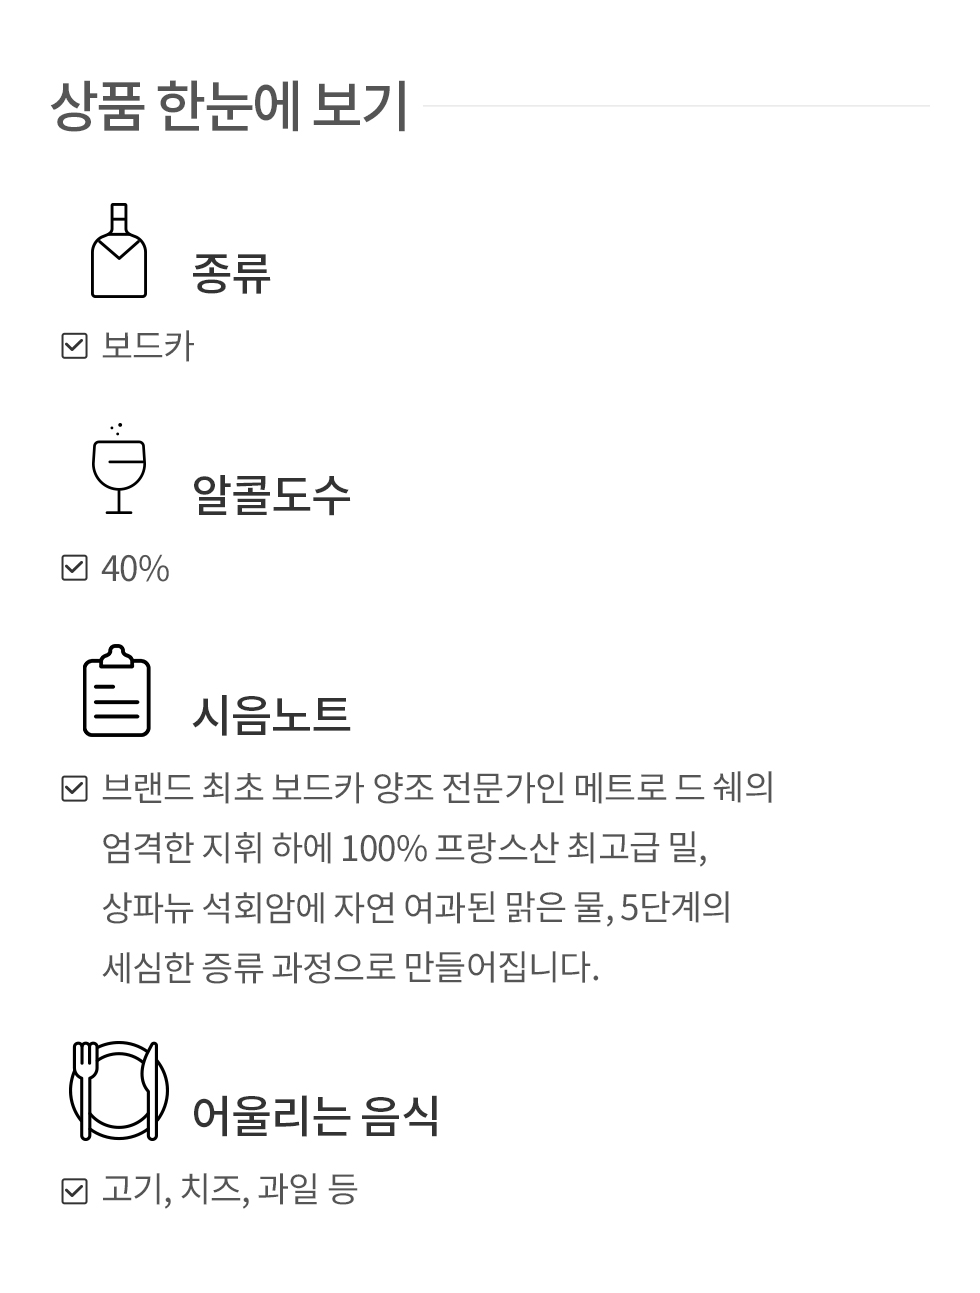 상품 한눈에 보기
종류
보드카
알콜도수
40%
시음노트
브랜드 최초 보드카 양조 전문가인 메트로 드 쉐의
엄격한 지휘 하에 100% 프랑스산 최고급 밀,
상파뉴 석회암에 자연 여과된 맑은 물, 5단계의
세심한 증류 과정으로 만들어집니다.
어울리는 음식
고기, 치즈, 과일 등